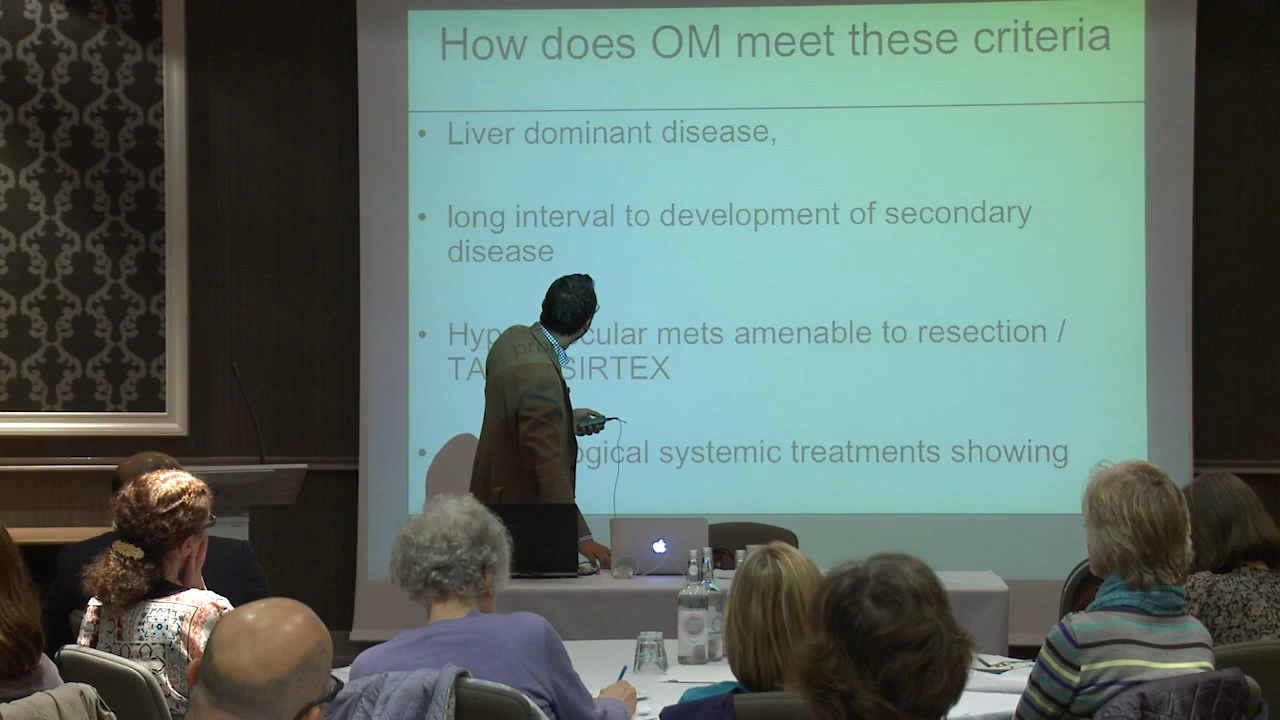 How does OM meet these criteria
• Liver dominant disease,
• long interval to development of secondary
disease
• mets amenable to resection /
SIRTEX
• systemic treatments showing